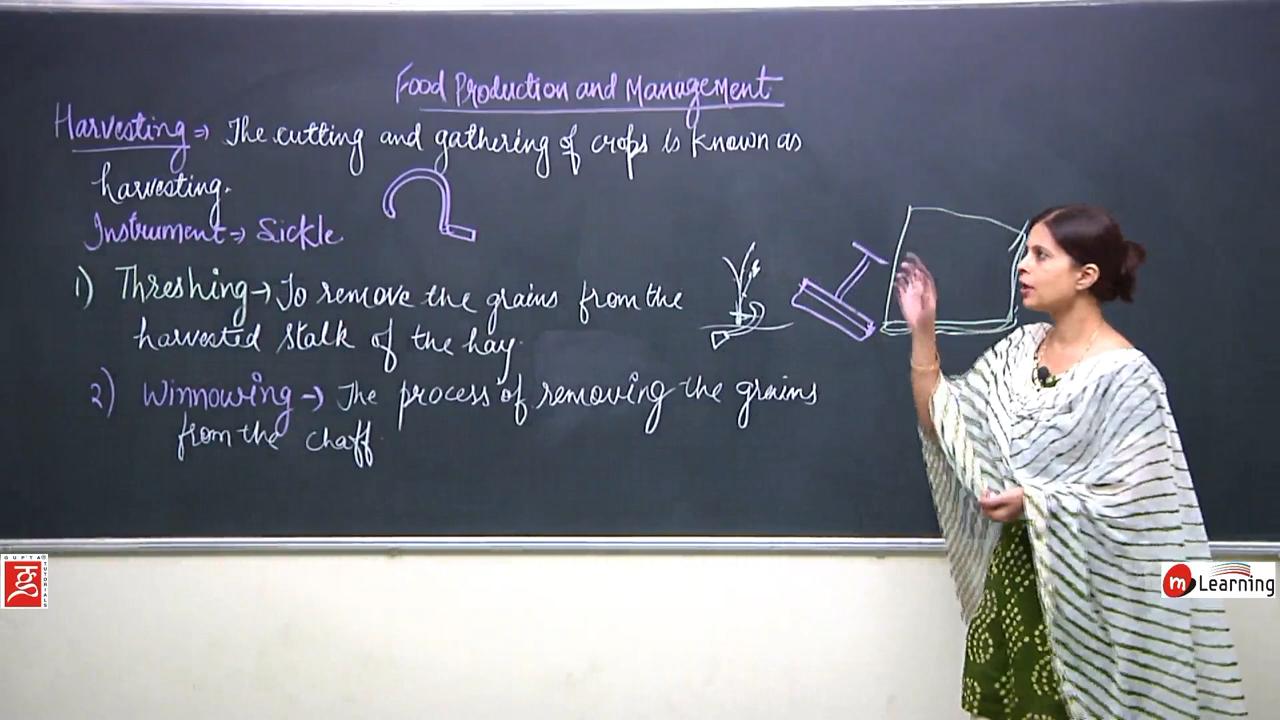 Food Production and Management
Harvesting ⇒ The cutting and gathering of crops is known as
harvesting.
Instrument → Sickle
1) Threshing → To remove the grains from the
harvested stalk of the hay.
2) Winnowing → The process of removing the grains
from the chaff.
GUPTA TUTORIALS
m Learning